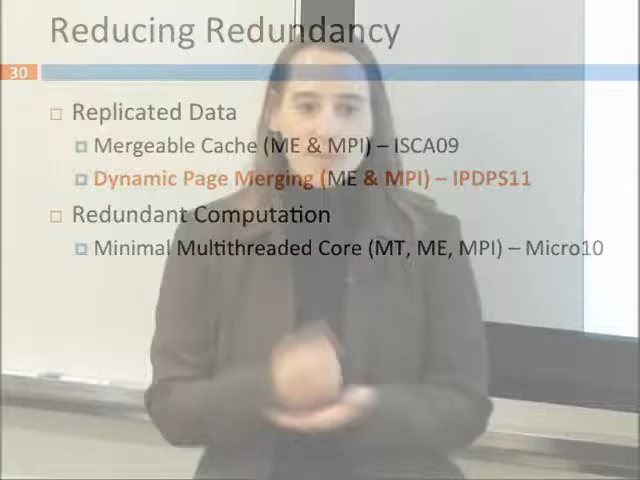 Reducing Redundancy
30
Replicated Data
Mergeable Cache (ME & MPI) – ISCA09
Dynamic Page Merging (ME & MPI) – IPDPS11
Redundant Computation
Minimal Multithreaded Core (MT, ME, MPI) – Micro10